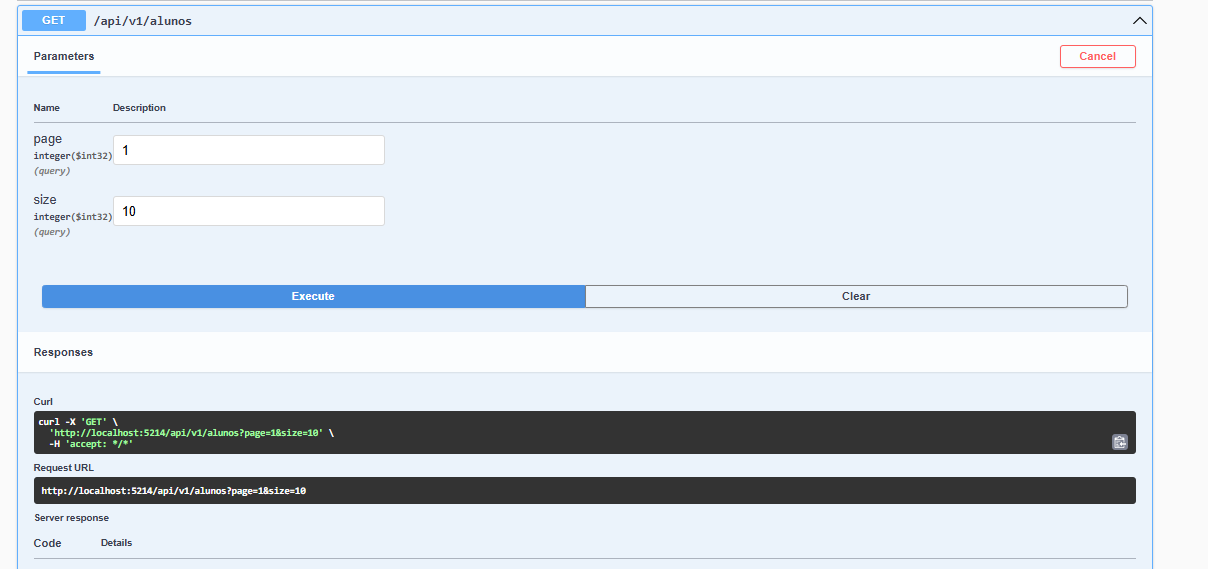 GET /api/v1/alunos
Parameters
Cancel
Name Description
page
integer($int32)
(query)
1
size
integer($int32)
(query)
10
Execute Clear
Responses
Curl
curl -X 'GET' \
'http://localhost:5214/api/v1/alunos?page=1&size=10' \
-H 'accept: */*'
Request URL
http://localhost:5214/api/v1/alunos?page=1&size=10
Server response
Code Details